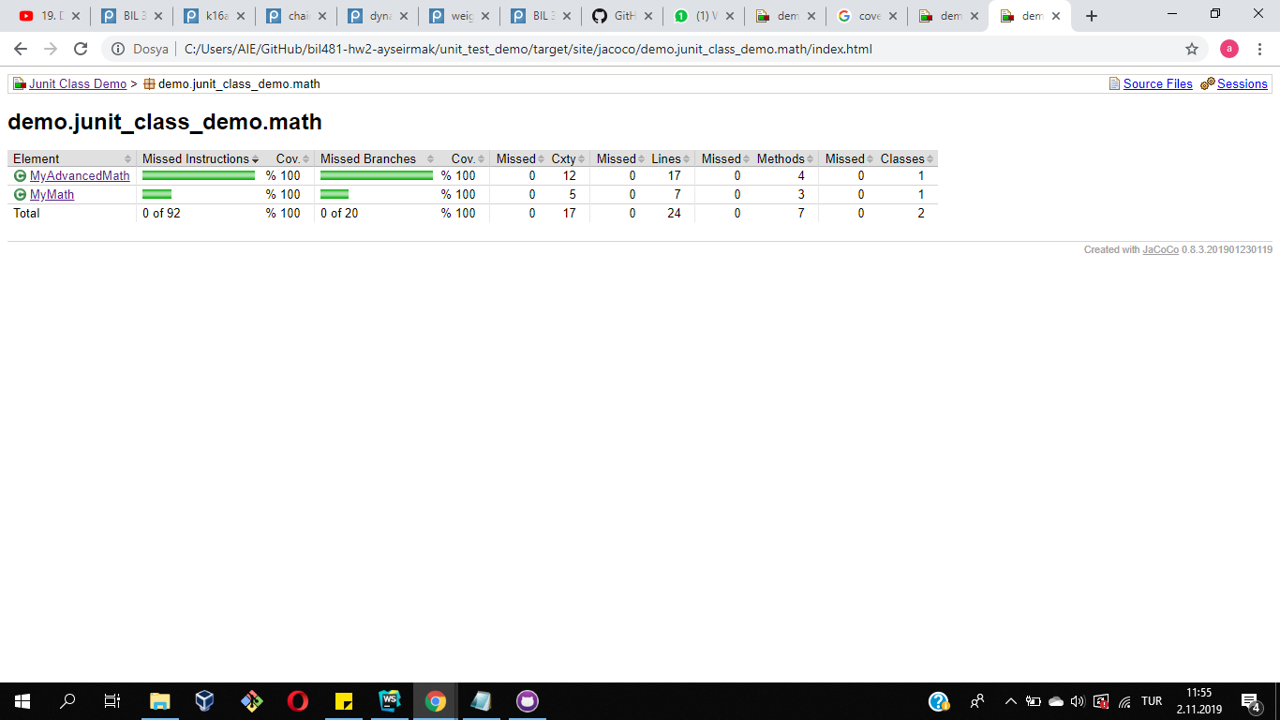 19. D
BIL 3
k16a
chai
dyna
weig
BIL 3
GitH
(1) W
dem
cove
dem
dem
Dosya
C:/Users/AIE/GitHub/bil481-hw2-ayseirmak/unit_test_demo/target/site/jacoco/demo.junit_class_demo.math/index.html
a
Junit Class Demo > demo.junit_class_demo.math Source Files Sessions
demo.junit_class_demo.math
Element Missed Instructions Cov. Missed Branches Cov. Missed Cxty Missed Lines Missed Methods Missed Classes
C MyAdvancedMath % 100 % 100 0 12 0 17 0 4 0 1
C MyMath % 100 % 100 0 5 0 7 0 3 0 1
Total 0 of 92 % 100 0 of 20 % 100 0 17 0 24 0 7 0 2
Created with JaCoCo 0.8.3.201901230119
WS
TUR
11:55
2.11.2019
4